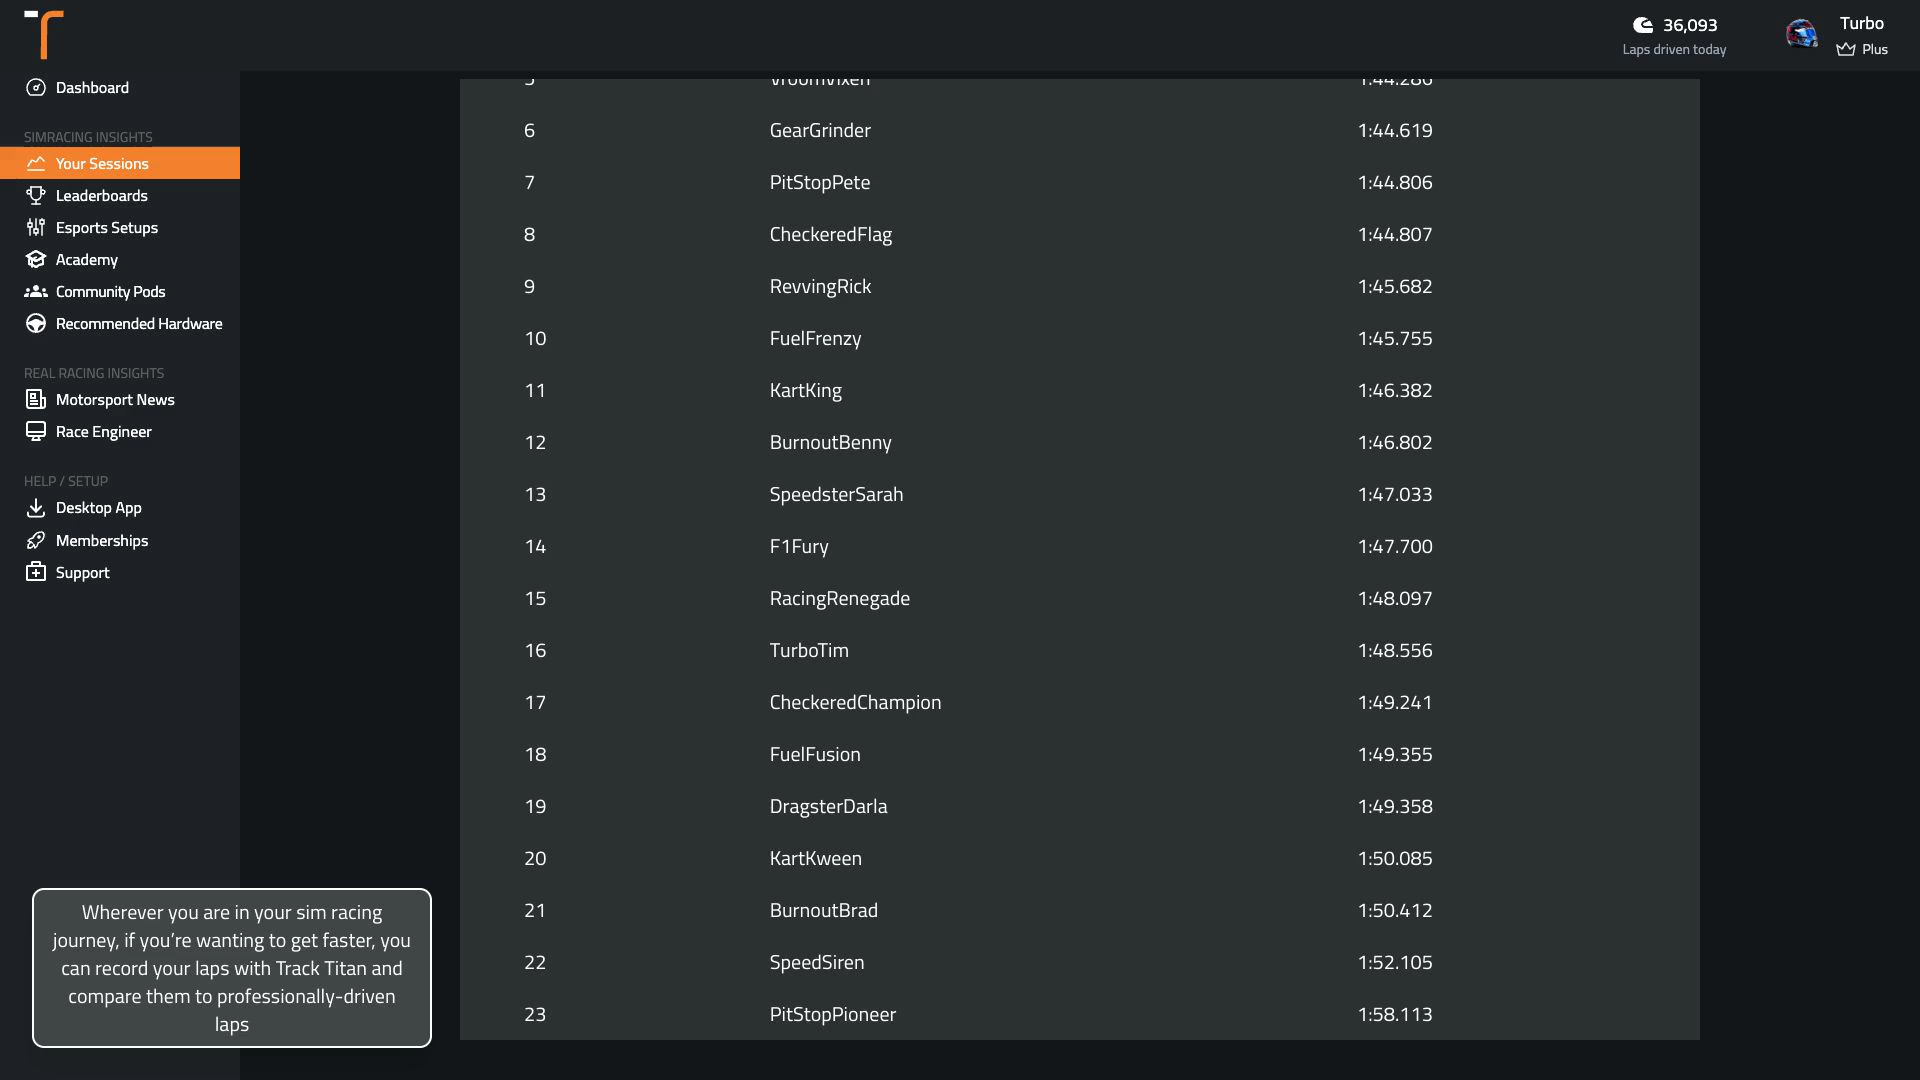 36,093
Laps driven today
Turbo
Plus
Dashboard
SIMRACING INSIGHTS
Your Sessions
Leaderboards
Esports Setups
Academy
Community Pods
Recommended Hardware
REAL RACING INSIGHTS
Motorsport News
Race Engineer
HELP / SETUP
Desktop App
Memberships
Support
5 VroomVixen 1:44.286
6 GearGrinder 1:44.619
7 PitStopPete 1:44.806
8 CheckeredFlag 1:44.807
9 RevvingRick 1:45.682
10 FuelFrenzy 1:45.755
11 KartKing 1:46.382
12 BurnoutBenny 1:46.802
13 SpeedsterSarah 1:47.033
14 F1Fury 1:47.700
15 RacingRenegade 1:48.097
16 TurboTim 1:48.556
17 CheckeredChampion 1:49.241
18 FuelFusion 1:49.355
19 DragsterDarla 1:49.358
20 KartKween 1:50.085
21 BurnoutBrad 1:50.412
22 SpeedSiren 1:52.105
23 PitStopPioneer 1:58.113
Wherever you are in your sim racing
journey, if you’re wanting to get faster, you
can record your laps with Track Titan and
compare them to professionally-driven
laps